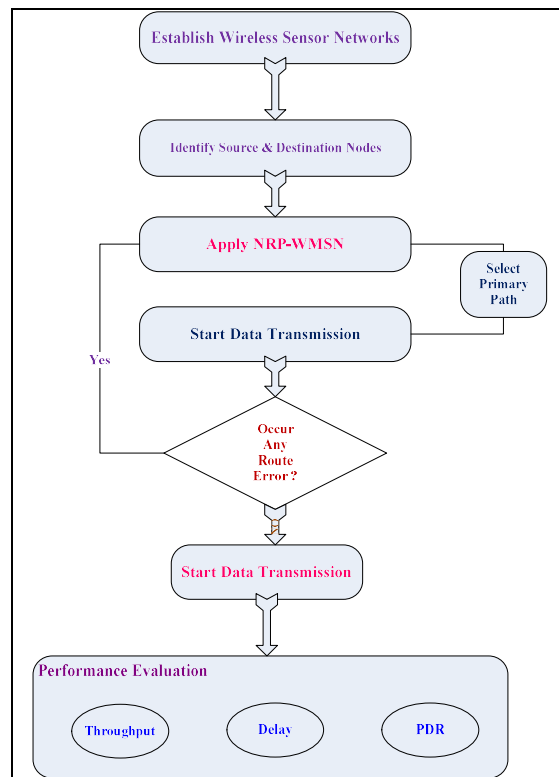 Establish Wireless Sensor Networks
Identify Source & Destination Nodes
Apply NRP-WMSN
Select
Primary
Path
Start Data Transmission
Yes
Occur
Any
Route
Error?
Start Data Transmission
Performance Evaluation
Throughput
Delay
PDR